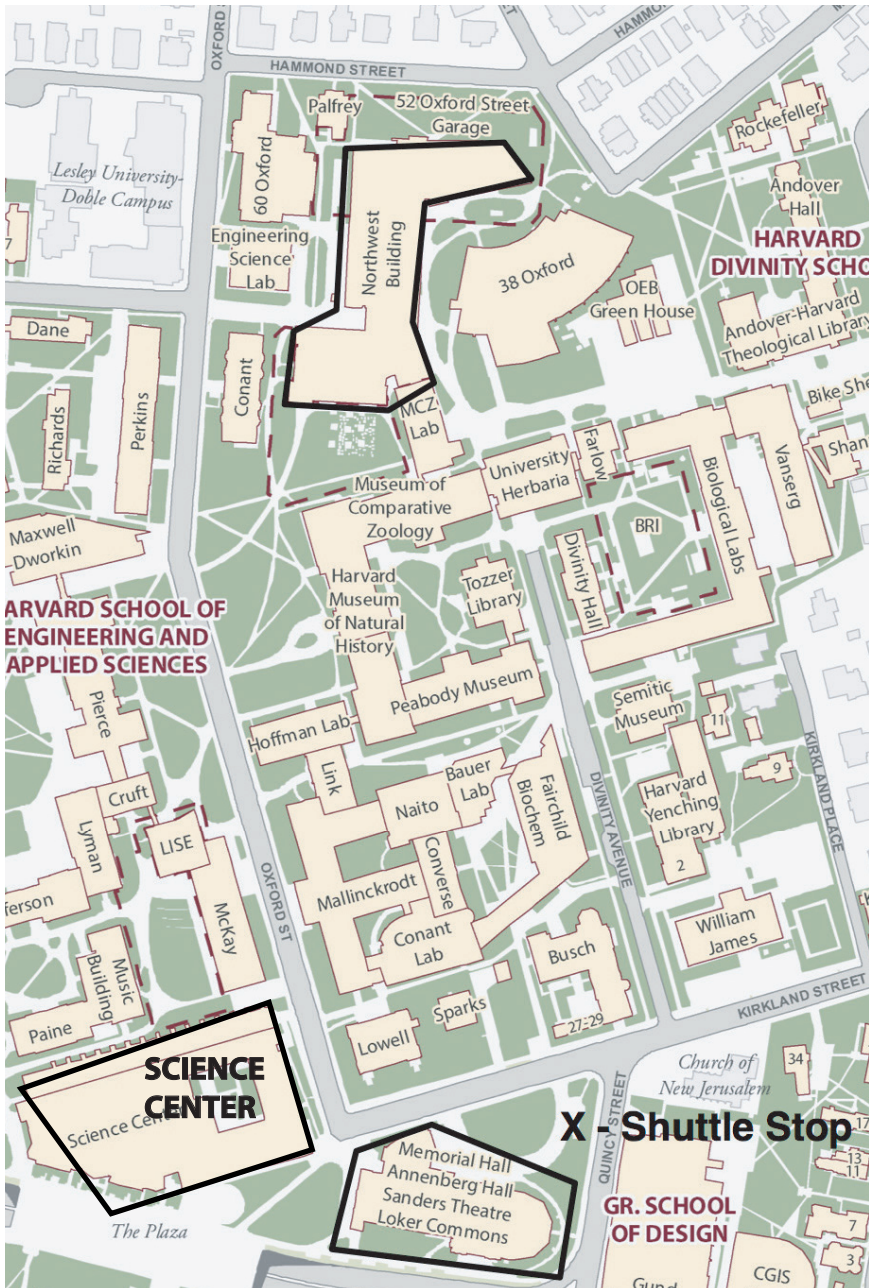 OXFORD
HAMMOND
HAMMOND STREET
Palfrey
52 Oxford Street
Garage
Rockefeller
Lesley University-
Doble Campus
60 Oxford
Andover
Hall
7
Engineering
Science
Lab
Northwest
Building
38 Oxford
HARVARD
DIVINITY SCHO
OEB
Green House
Andover-Harvard
Theological Library
Dane
Perkins
Richards
Conant
MCZ
Lab
Bike She
Farlow
University
Herbaria
Vanserg
Shan
Biological Labs
Museum of
Comparative
Zoology
BRI
Maxwell
Dworkin
Harvard
Museum
of Natural
History
Tozzer
Library
Divinity Hall
ARVARD SCHOOL OF
ENGINEERING AND
APPLIED SCIENCES
Pierce
Peabody Museum
Semitic
Museum
11
Hoffman Lab
Link
Bauer
Lab
Naito
Fairchild
Biochem
DIVINITY AVENUE
KIRKLAND PLACE
9
Harvard
Yenching
Library
2
Cruft
Lyman
LISE
OXFORD ST
Converse
Mallinckrodt
McKay
fferson
Conant
Lab
William
James
Busch
Music
Building
Paine
Sparks
27-29
Lowell
KIRKLAND STREET
SCIENCE
CENTER
Science Center
Church of
New Jerusalem
34
QUINCY STREET
X - Shuttle Stop
17
13
11
Memorial Hall
Annenberg Hall
Sanders Theatre
Loker Commons
The Plaza
GR. SCHOOL
OF DESIGN
7
3
Gund
CGIS